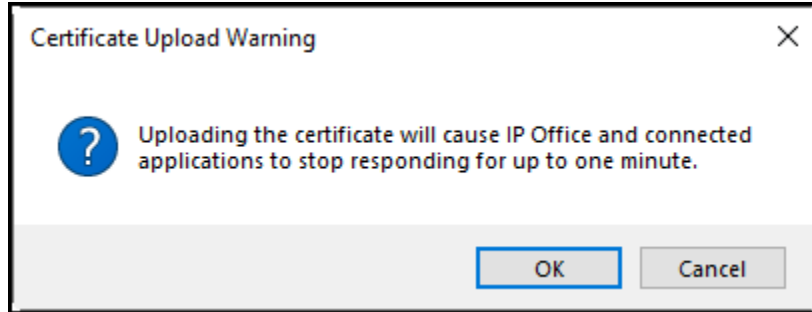 Certificate Upload Warning
Uploading the certificate will cause IP Office and connected
applications to stop responding for up to one minute.
OK
Cancel